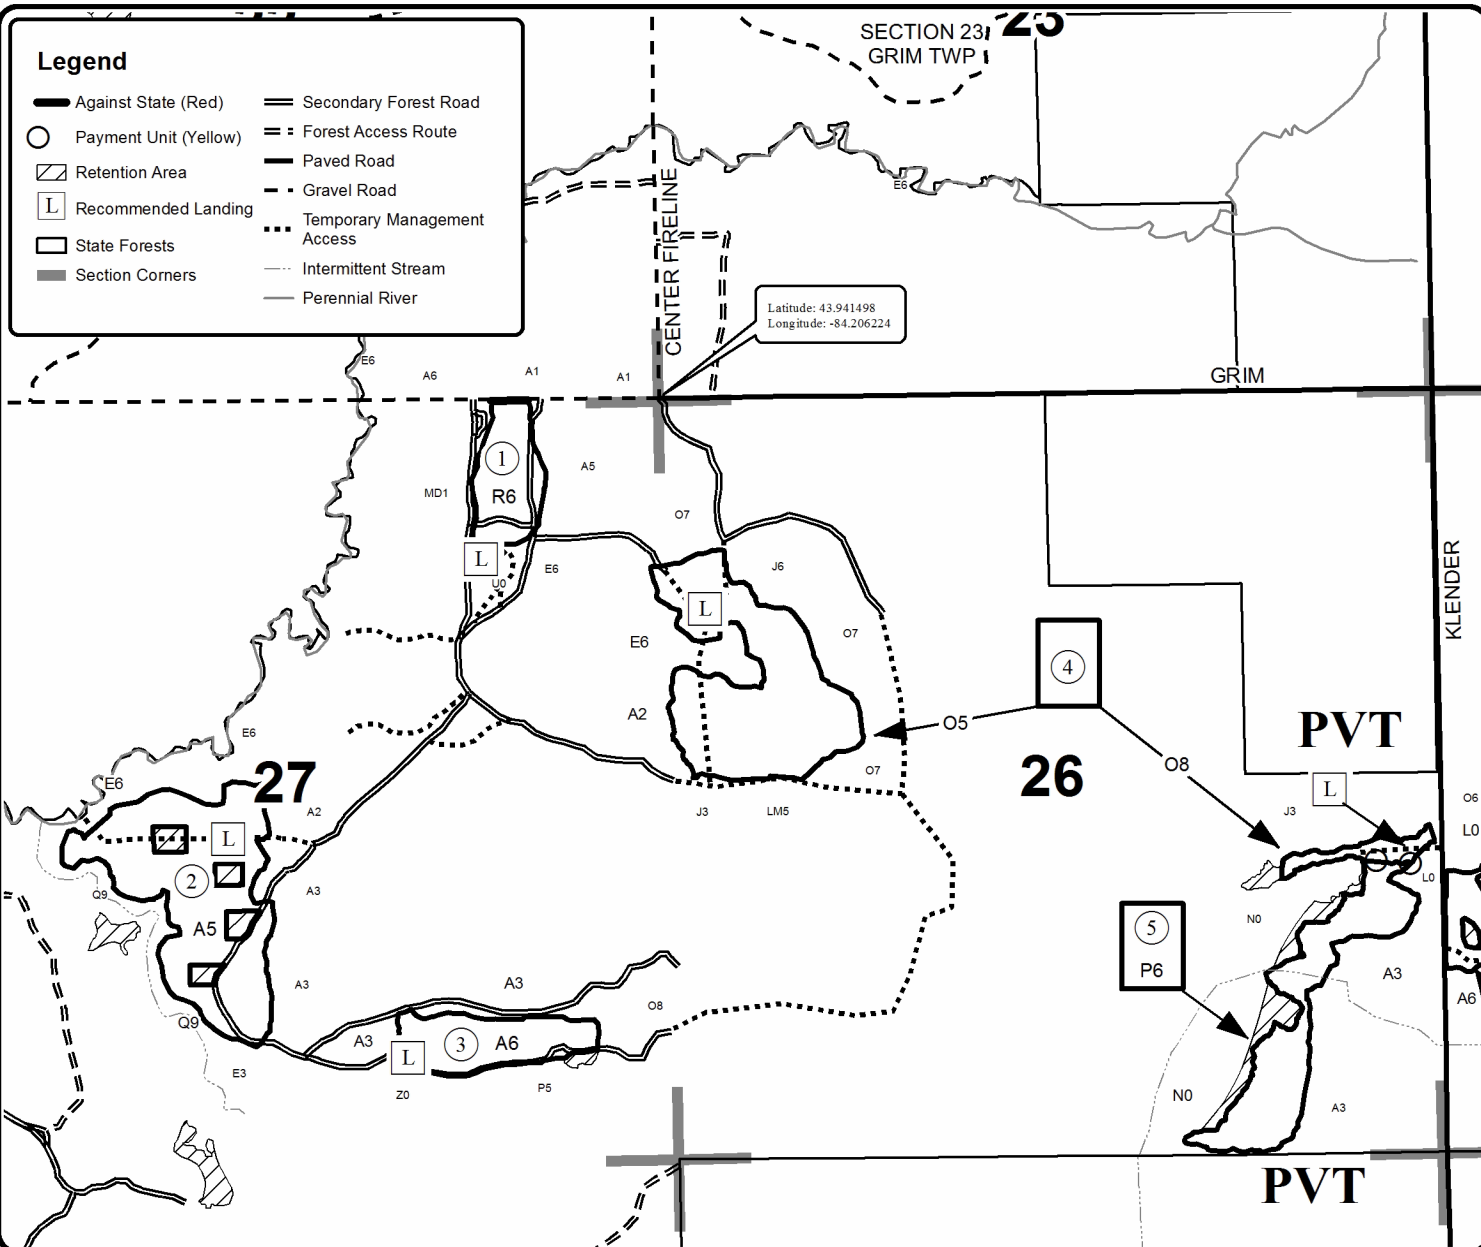 23
SECTION 23
GRIM TWP
Legend
Against State (Red)
Payment Unit (Yellow)
Retention Area
L
Recommended Landing
State Forests
Section Corners
Secondary Forest Road
Forest Access Route
Paved Road
Gravel Road
Temporary Management
Access
Intermittent Stream
Perennial River
E6
CENTER FIRELINE
Latitude: 43.941498
Longitude: -84.206224
E6
A6
A1
A1
GRIM
1
R6
A5
MD1
O7
L
U0
E6
J6
L
E6
O7
KLENDER
4
A2
O5
PVT
E6
O8
O7
26
27
E6
L
A2
J3
LM5
J3
O6
L0
L
2
A3
Q9
A5
L0
N0
5
P6
A3
A3
A3
A6
Q9
O8
A3
3
A6
L
E3
Z0
P5
N0
A3
PVT